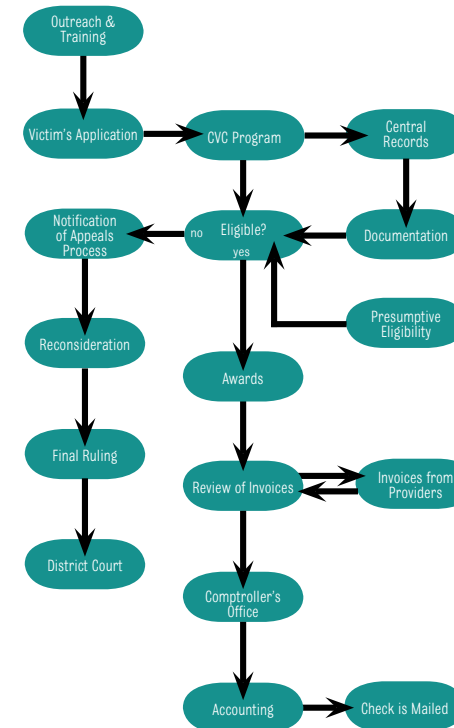 Outreach &
Training
Victim's Application
CVC Program
Central
Records
Notification
of Appeals
Process
no
Eligible?
yes
Documentation
Presumptive
Eligibility
Reconsideration
Awards
Final Ruling
Review of Invoices
Invoices from
Providers
District Court
Comptroller's
Office
Accounting
Check is Mailed